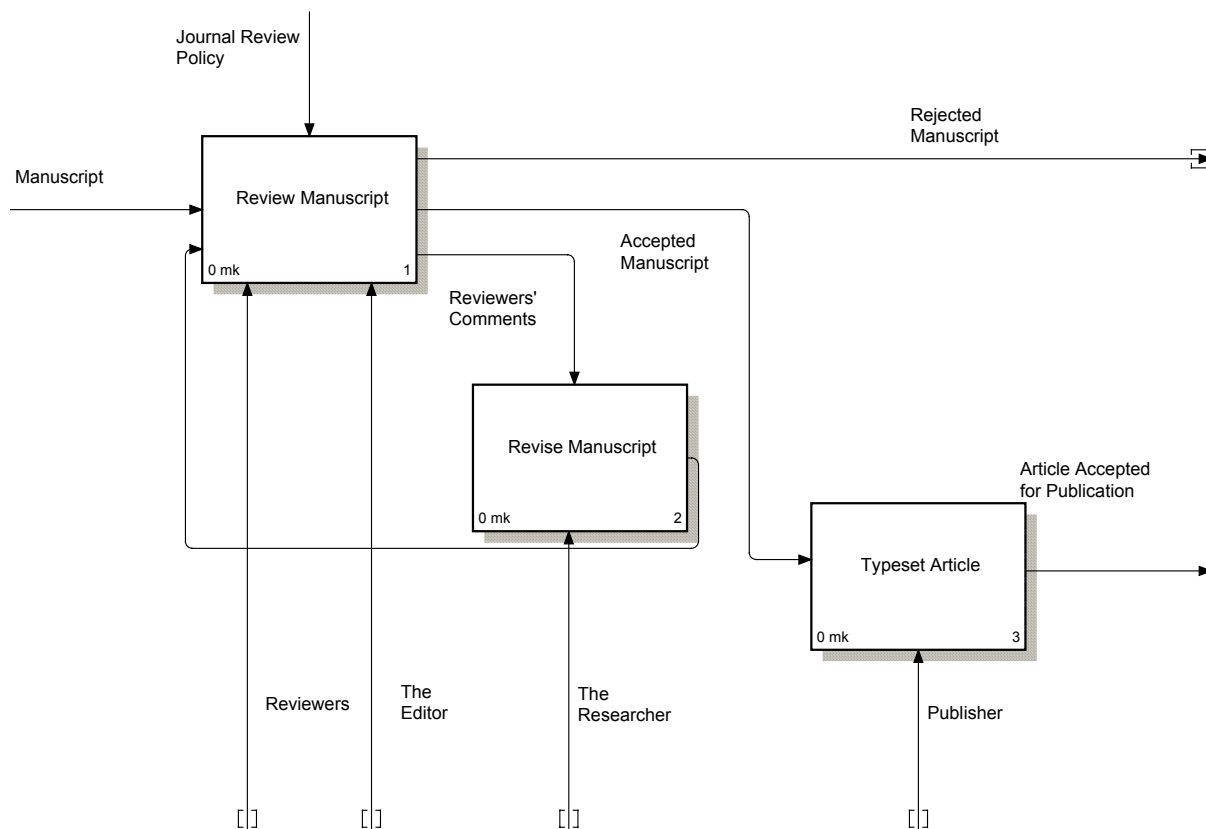 Journal Review
Policy
Rejected
Manuscript
Manuscript
Review Manuscript
0 mk
1
Accepted
Manuscript
Reviewers'
Comments
Revise Manuscript
0 mk
2
Article Accepted
for Publication
Typeset Article
0 mk
3
Reviewers
The
Editor
The
Researcher
Publisher